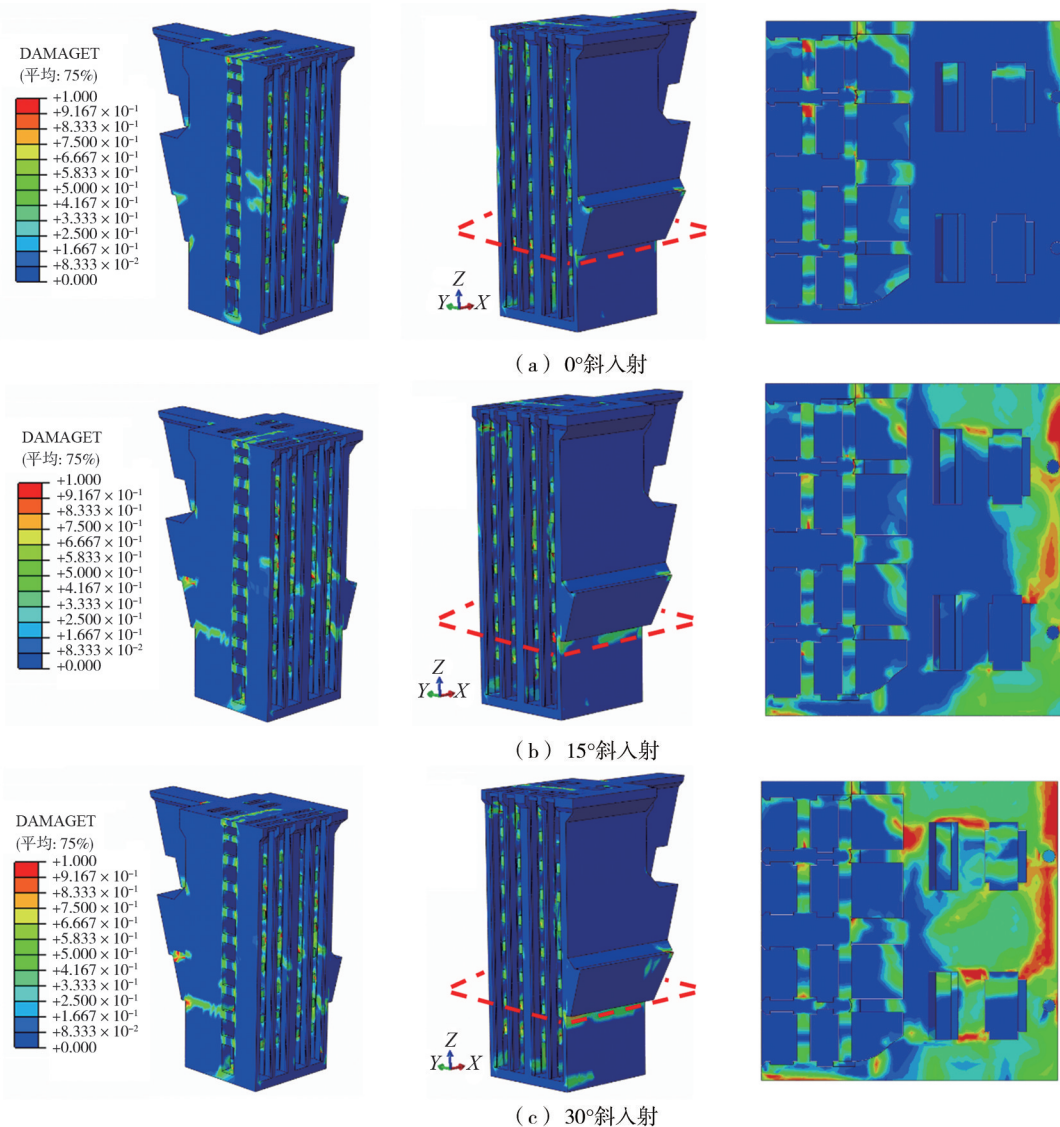 DAMAGET
(平均: 75%)
+1.000
+9.167×10⁻¹
+8.333×10⁻¹
+7.500×10⁻¹
+6.667×10⁻¹
+5.833×10⁻¹
+5.000×10⁻¹
+4.167×10⁻¹
+3.333×10⁻¹
+2.500×10⁻¹
+1.667×10⁻¹
+8.333×10⁻²
+0.000
Z
Y X
(a) 0°斜入射
DAMAGET
(平均: 75%)
+1.000
+9.167×10⁻¹
+8.333×10⁻¹
+7.500×10⁻¹
+6.667×10⁻¹
+5.833×10⁻¹
+5.000×10⁻¹
+4.167×10⁻¹
+3.333×10⁻¹
+2.500×10⁻¹
+1.667×10⁻¹
+8.333×10⁻²
+0.000
Z
Y X
(b) 15°斜入射
DAMAGET
(平均: 75%)
+1.000
+9.167×10⁻¹
+8.333×10⁻¹
+7.500×10⁻¹
+6.667×10⁻¹
+5.833×10⁻¹
+5.000×10⁻¹
+4.167×10⁻¹
+3.333×10⁻¹
+2.500×10⁻¹
+1.667×10⁻¹
+8.333×10⁻²
+0.000
Z
Y X
(c) 30°斜入射